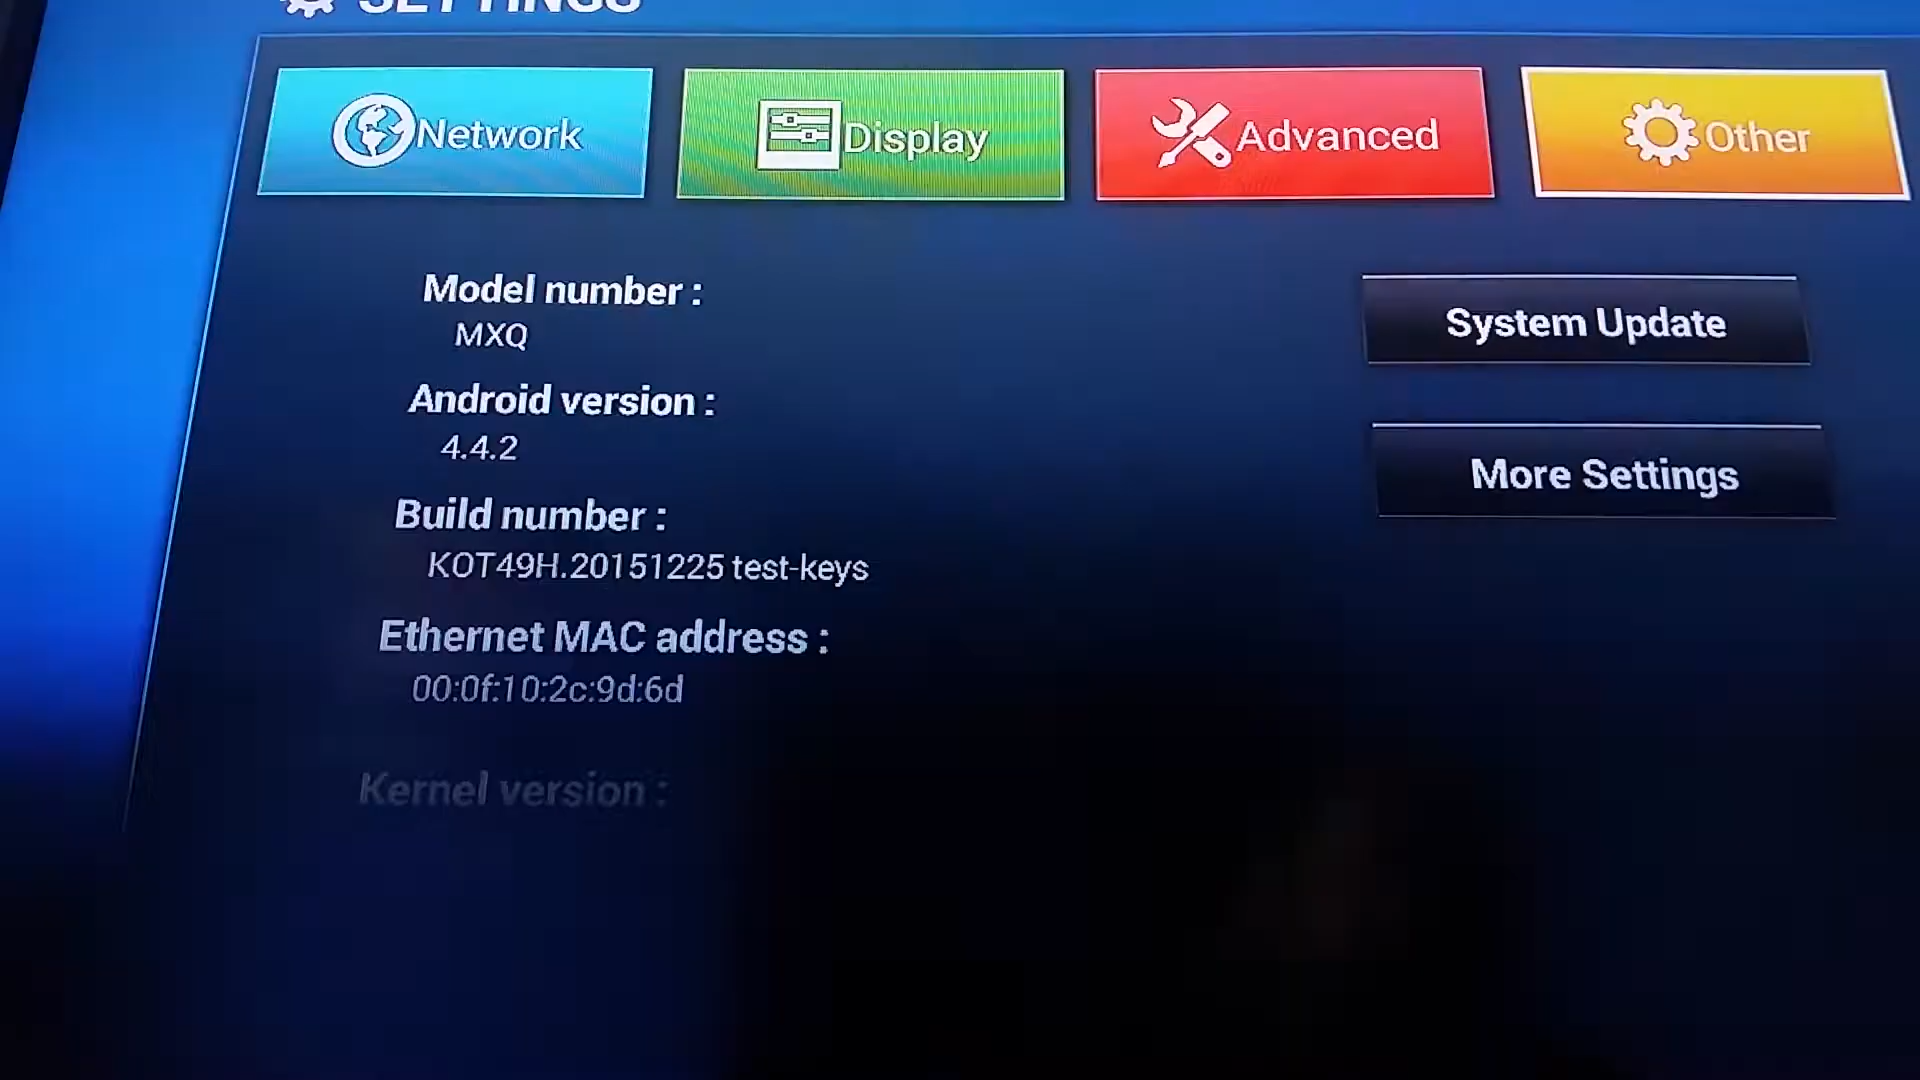 SETTINGS
Network Display Advanced Other
Model number :
MXQ
System Update
Android version :
4.4.2
More Settings
Build number :
KOT49H.20151225 test-keys
Ethernet MAC address :
00:0f:10:2c:9d:6d
Kernel version :